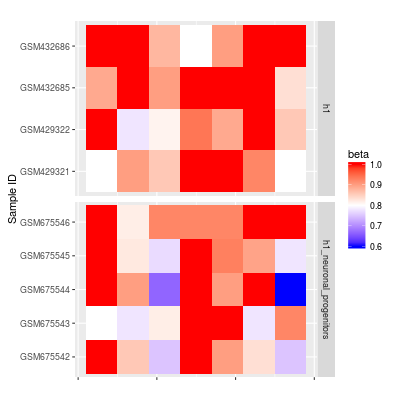 GSM432686
GSM432685
GSM429322
GSM429321
h1
GSM675546
GSM675545
GSM675544
GSM675543
GSM675542
h1_neuronal_progenitors
Sample ID
beta
1.0
0.9
0.8
0.7
0.6